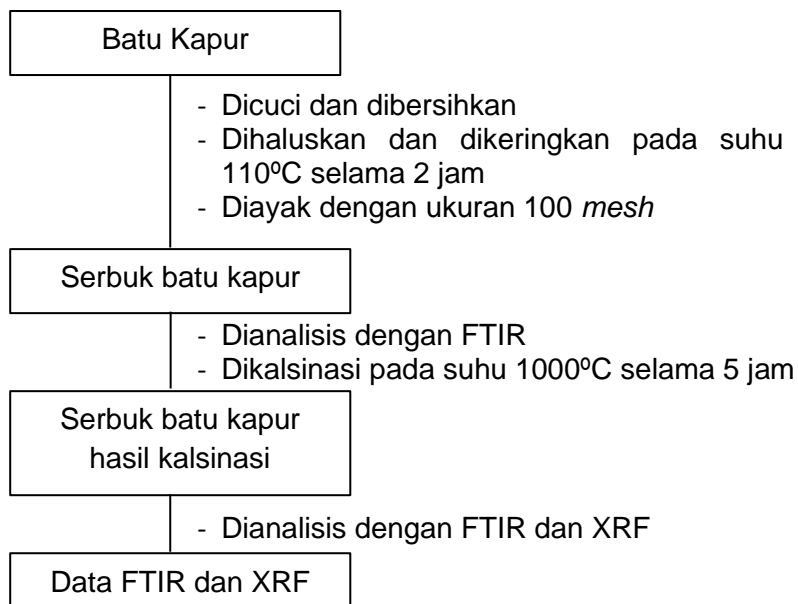 Batu Kapur
- Dicuci dan dibersihkan
- Dihaluskan dan dikeringkan pada suhu
110⁰C selama 2 jam
- Diayak dengan ukuran 100 mesh
Serbuk batu kapur
- Dianalisis dengan FTIR
- Dikalsinasi pada suhu 1000⁰C selama 5 jam
Serbuk batu kapur
hasil kalsinasi
- Dianalisis dengan FTIR dan XRF
Data FTIR dan XRF